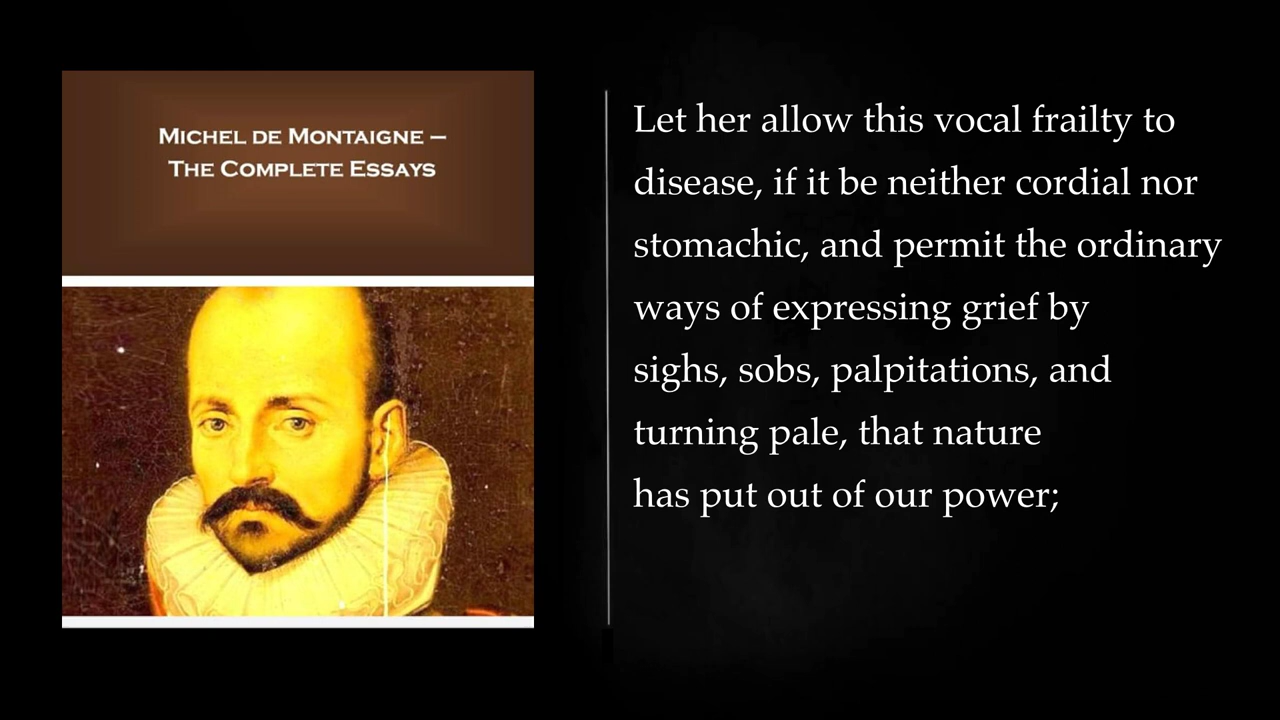 Michel de Montaigne –
The Complete Essays
Let her allow this vocal frailty to
disease, if it be neither cordial nor
stomachic, and permit the ordinary
ways of expressing grief by
sighs, sobs, palpitations, and
turning pale, that nature
has put out of our power;